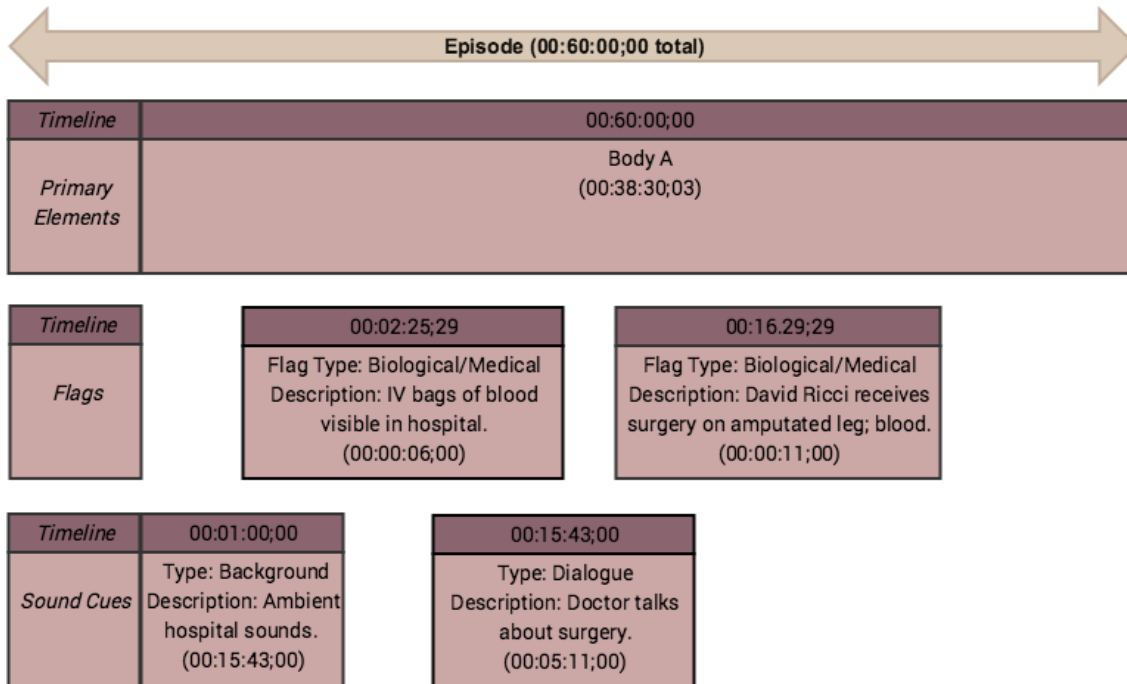 Episode (00:60:00;00 total)
Timeline
00:60:00;00
Primary
Elements
Body A
(00:38:30;03)
Timeline
Flags
00:02:25;29
Flag Type: Biological/Medical
Description: IV bags of blood
visible in hospital.
(00:00:06;00)
00:16.29;29
Flag Type: Biological/Medical
Description: David Ricci receives
surgery on amputated leg; blood.
(00:00:11;00)
Timeline
Sound Cues
00:01:00;00
Type: Background
Description: Ambient
hospital sounds.
(00:15:43;00)
00:15:43;00
Type: Dialogue
Description: Doctor talks
about surgery.
(00:05:11;00)